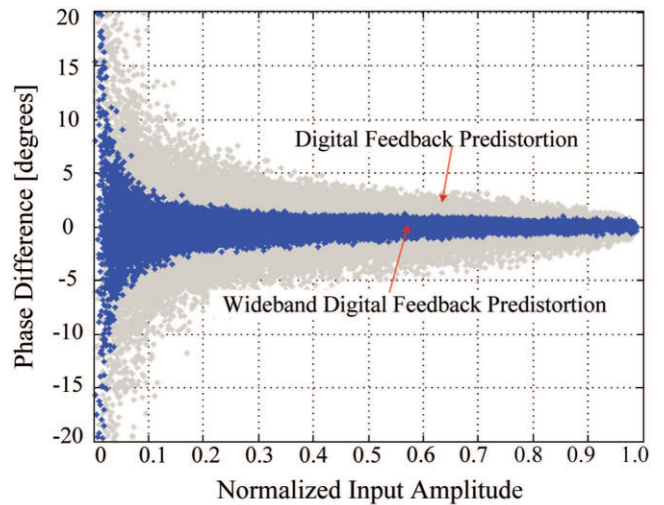 20
15
10
5
0
-5
-10
-15
-20
Phase Difference [degrees]
Digital Feedback Predistortion
Wideband Digital Feedback Predistortion
0 0.1 0.2 0.3 0.4 0.5 0.6 0.7 0.8 0.9 1.0
Normalized Input Amplitude